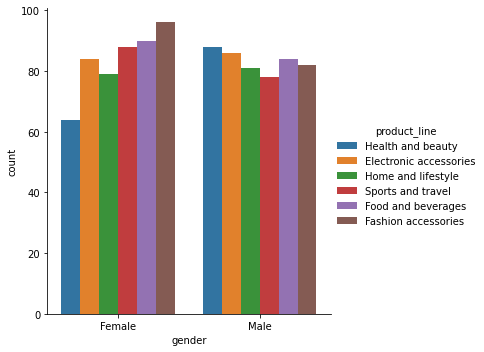 100
80
60
40
20
0
count
Female
Male
gender
product_line
Health and beauty
Electronic accessories
Home and lifestyle
Sports and travel
Food and beverages
Fashion accessories